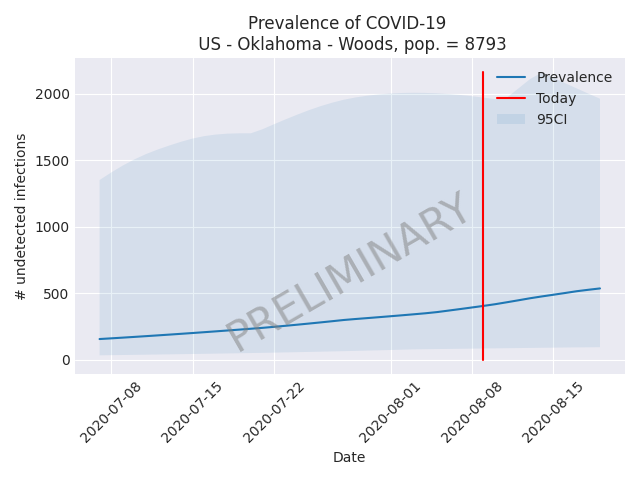 Prevalence of COVID-19
US - Oklahoma - Woods, pop. = 8793
Prevalence
Today
95CI
# undetected infections
2000
1500
1000
500
0
PRELIMINARY
2020-07-08
2020-07-15
2020-07-22
2020-08-01
2020-08-08
2020-08-15
Date